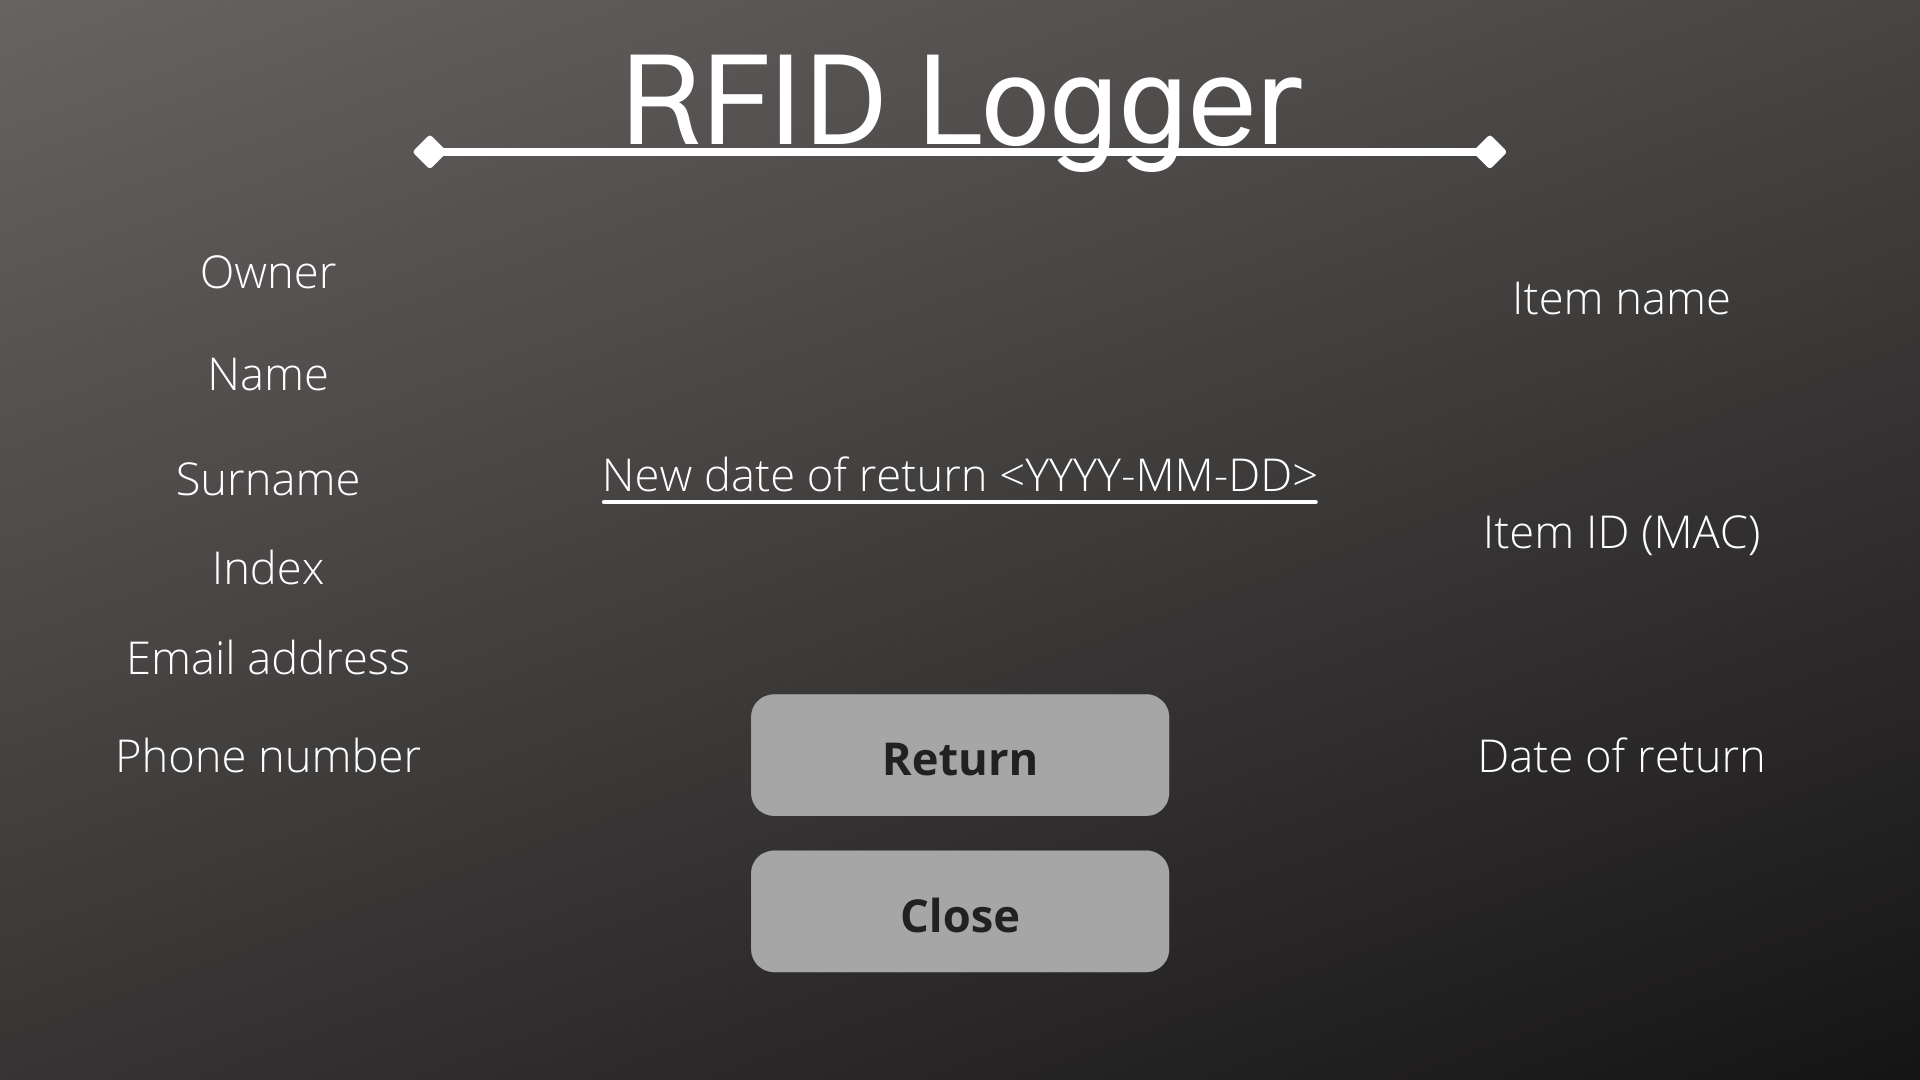 RFID Logger
Owner
Name
Surname
Index
Email address
Phone number
New date of return <YYYY-MM-DD>
Return
Close
Item name
Item ID (MAC)
Date of return